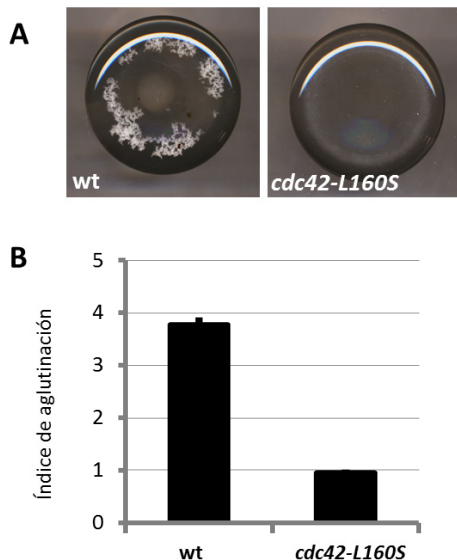 A
wt
cdc42-L160S
B
5
4
3
2
1
0
Índice de aglutinación
wt
cdc42-L160S